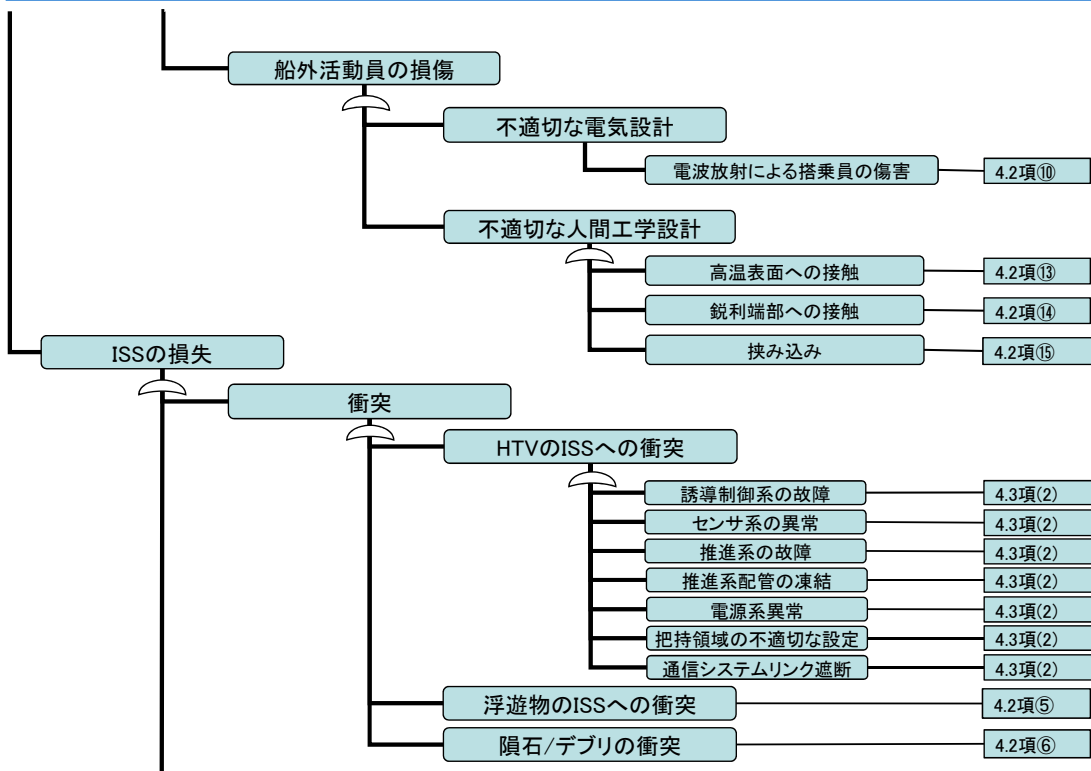 船外活動員の損傷
不適切な電気設計
電波放射による搭乗員の傷害
4.2項⑩
不適切な人間工学設計
高温表面への接触
4.2項⑬
鋭利端部への接触
4.2項⑭
挟み込み
4.2項⑮
ISSの損失
衝突
HTVのISSへの衝突
誘導制御系の故障
4.3項(2)
センサ系の異常
4.3項(2)
推進系の故障
4.3項(2)
推進系配管の凍結
4.3項(2)
電源系異常
4.3項(2)
把持領域の不適切な設定
4.3項(2)
通信システムリンク遮断
4.3項(2)
浮遊物のISSへの衝突
4.2項⑤
隕石/デブリの衝突
4.2項⑥